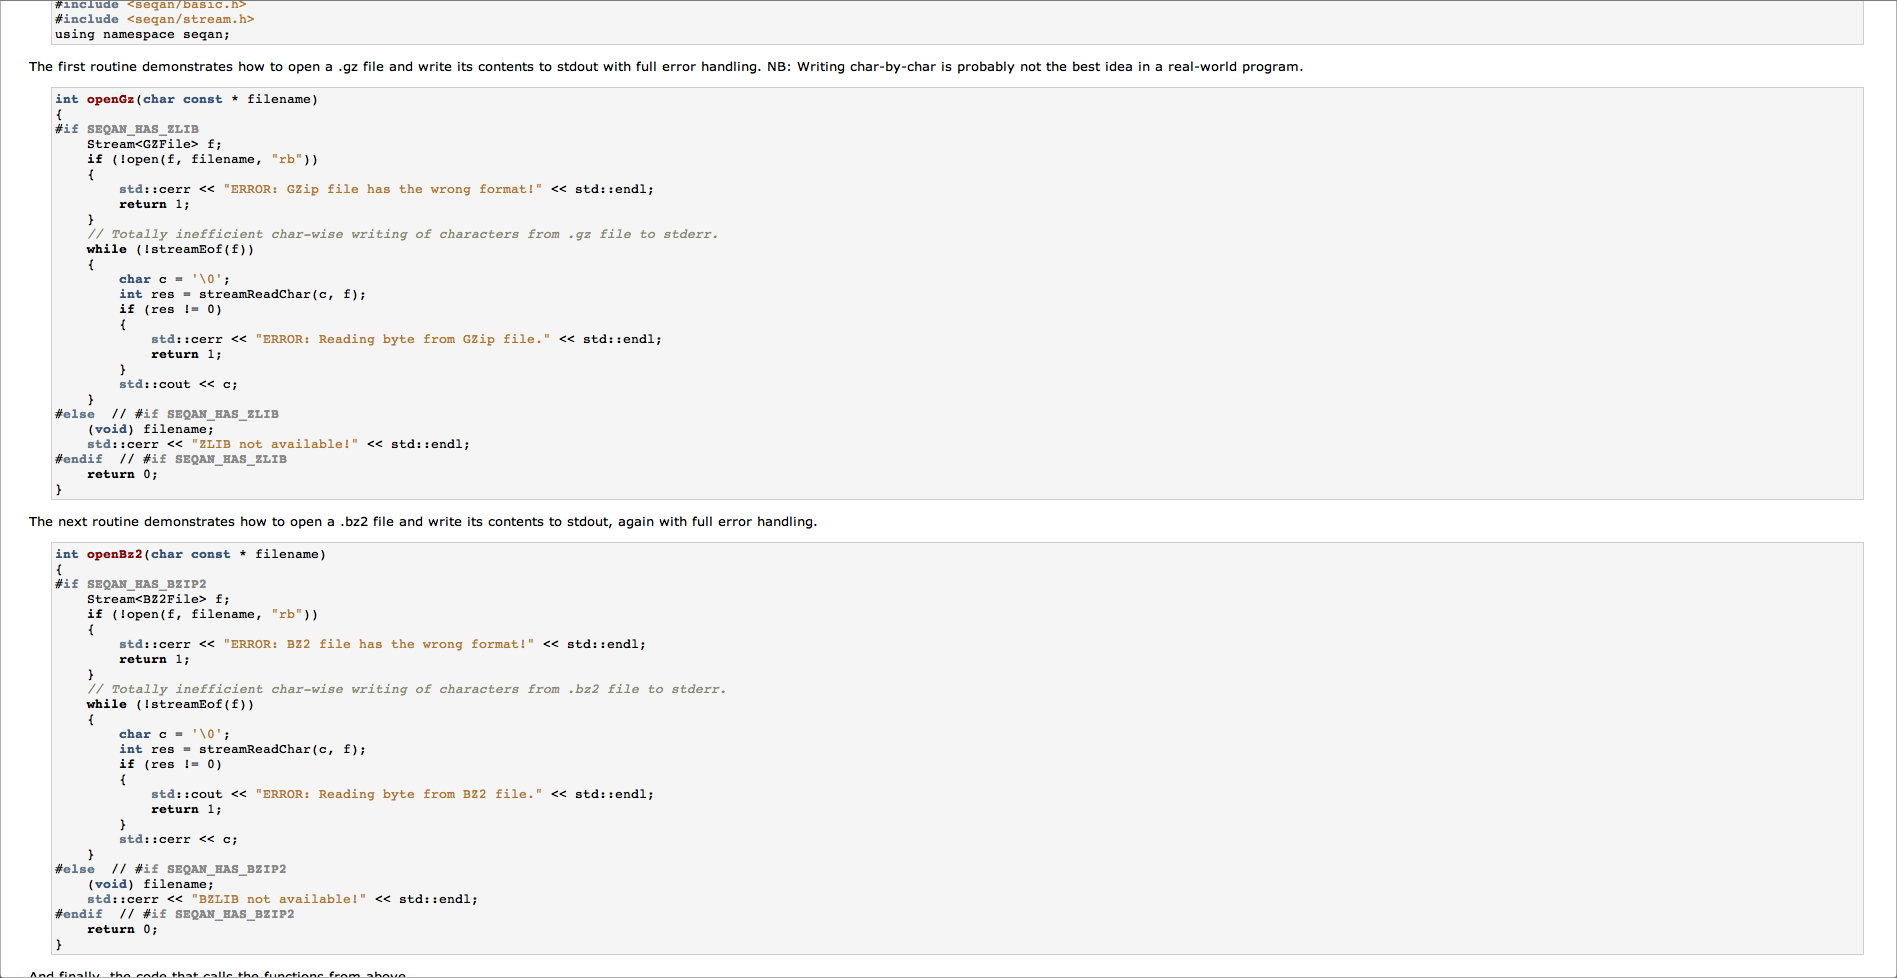 #include <seqan/basic.h>
#include <seqan/stream.h>
using namespace seqan;
The first routine demonstrates how to open a .gz file and write its contents to stdout with full error handling. NB: Writing char-by-char is probably not the best idea in a real-world program.
int openGz(char const * filename)
{
#if SEQAN_HAS_ZLIB
    Stream<GZFile> f;
    if (!open(f, filename, "rb"))
    {
        std::cerr << "ERROR: GZip file has the wrong format!" << std::endl;
        return 1;
    }
    // Totally inefficient char-wise writing of characters from .gz file to stderr.
    while (!streamEof(f))
    {
        char c = '\0';
        int res = streamReadChar(c, f);
        if (res != 0)
        {
            std::cerr << "ERROR: Reading byte from GZip file." << std::endl;
            return 1;
        }
        std::cout << c;
    }
#else  // #if SEQAN_HAS_ZLIB
    (void) filename;
    std::cerr << "ZLIB not available!" << std::endl;
#endif  // #if SEQAN_HAS_ZLIB
    return 0;
}
The next routine demonstrates how to open a .bz2 file and write its contents to stdout, again with full error handling.
int openBz2(char const * filename)
{
#if SEQAN_HAS_BZIP2
    Stream<BZ2File> f;
    if (!open(f, filename, "rb"))
    {
        std::cerr << "ERROR: BZ2 file has the wrong format!" << std::endl;
        return 1;
    }
    // Totally inefficient char-wise writing of characters from .bz2 file to stderr.
    while (!streamEof(f))
    {
        char c = '\0';
        int res = streamReadChar(c, f);
        if (res != 0)
        {
            std::cout << "ERROR: Reading byte from BZ2 file." << std::endl;
            return 1;
        }
        std::cerr << c;
    }
#else  // #if SEQAN_HAS_BZIP2
    (void) filename;
    std::cerr << "BZLIB not available!" << std::endl;
#endif  // #if SEQAN_HAS_BZIP2
    return 0;
}
And finally, the code that calls the functions from above.